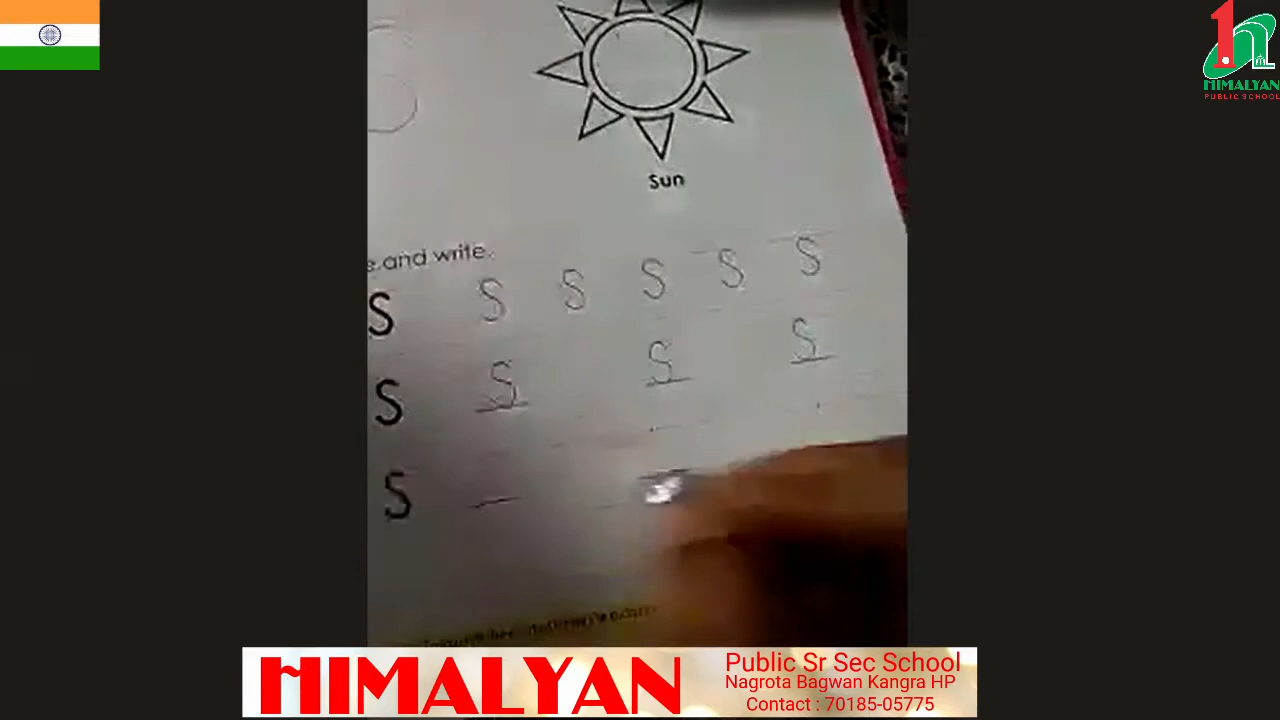 HIMALYAN
PUBLIC SCHOOL
Sun
and write.
S S S S S S
S S S S
S
HIMALYAN
Public Sr Sec School
Nagrota Bagwan Kangra HP
Contact : 70185-05775